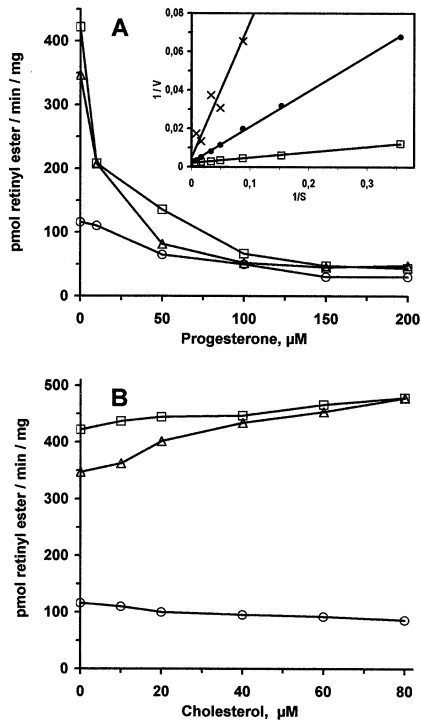 A
pmol retinyl ester / min / mg
400
300
200
100
0
0 50 100 150 200
Progesterone, µM
1 / V
0,08
0,06
0,04
0,02
0
0 0,1 0,2 0,3
1/S
B
pmol retinyl ester / min / mg
500
400
300
200
100
0
0 20 40 60 80
Cholesterol, µM